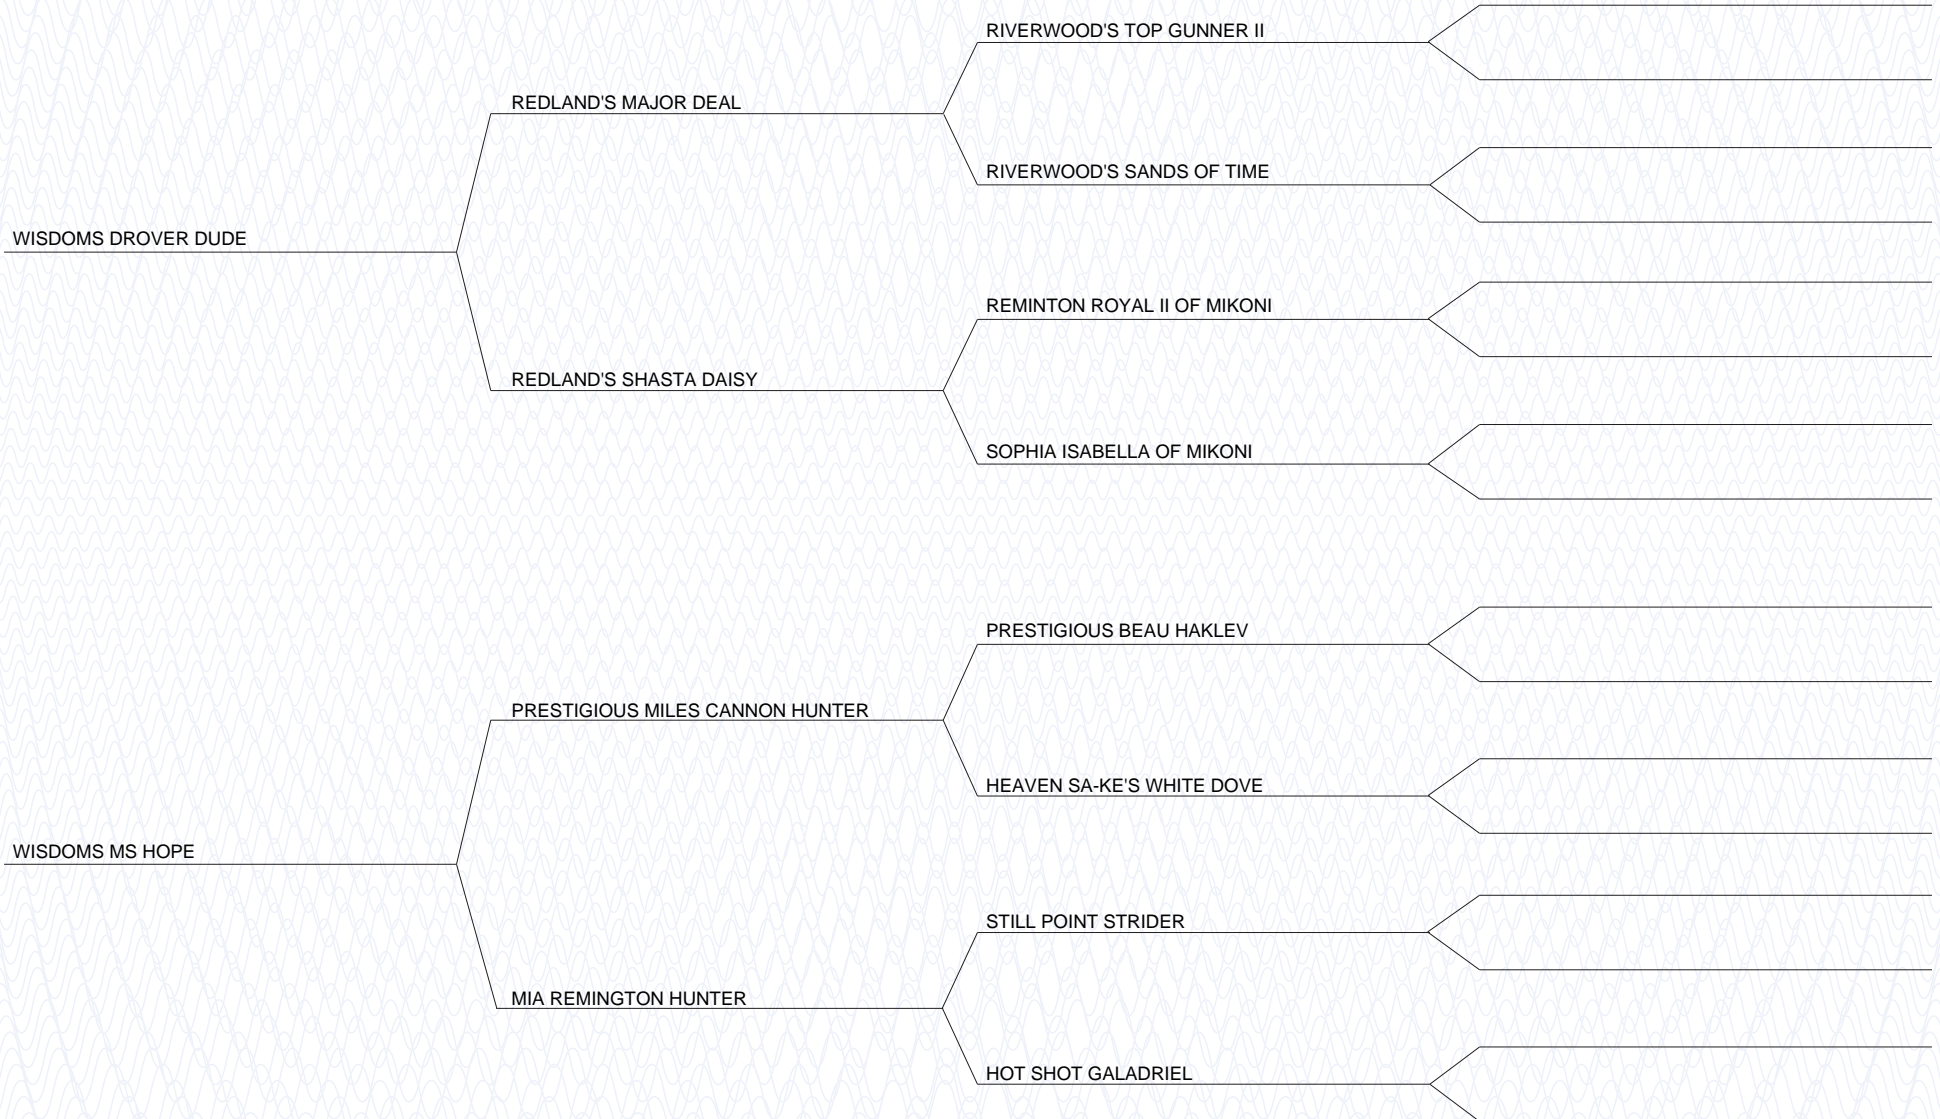 RIVERWOOD'S TOP GUNNER II
REDLAND'S MAJOR DEAL
RIVERWOOD'S SANDS OF TIME
WISDOMS DROVER DUDE
REMINTON ROYAL II OF MIKONI
REDLAND'S SHASTA DAISY
SOPHIA ISABELLA OF MIKONI
PRESTIGIOUS BEAU HAKLEV
PRESTIGIOUS MILES CANNON HUNTER
HEAVEN SA-KE'S WHITE DOVE
WISDOMS MS HOPE
STILL POINT STRIDER
MIA REMINGTON HUNTER
HOT SHOT GALADRIEL